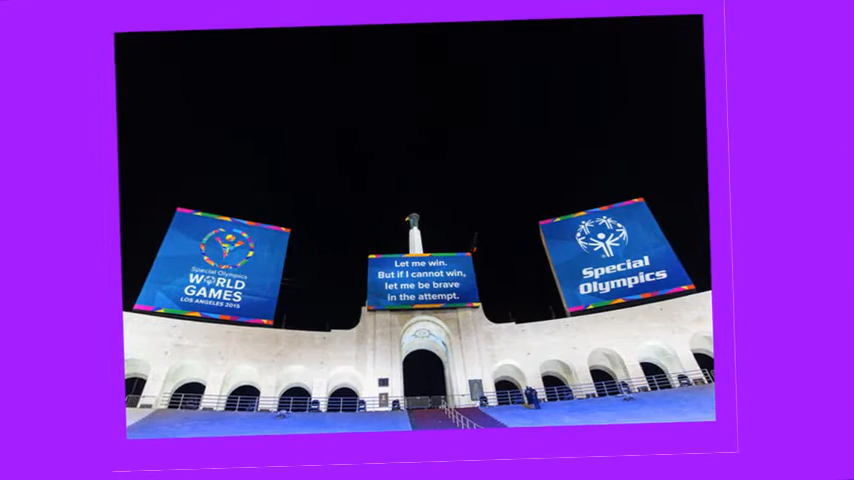 Special Olympics
WORLD
GAMES
LOS ANGELES 2015
Let me win.
But if I cannot win,
let me be brave
in the attempt.
Special
Olympics